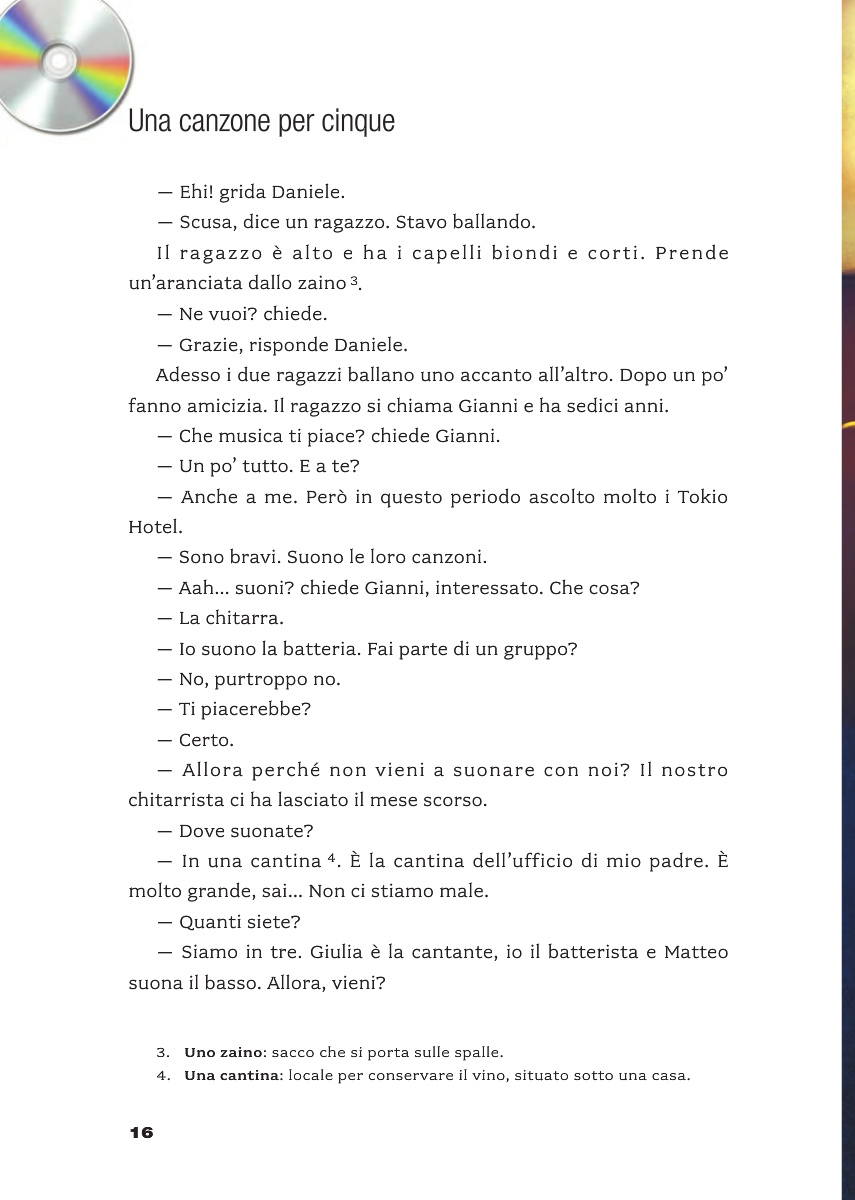 Una canzone per cinque
— Ehi! grida Daniele.
— Scusa, dice un ragazzo. Stavo ballando.
Il ragazzo è alto e ha i capelli biondi e corti. Prende
un’aranciata dallo zaino 3.
— Ne vuoi? chiede.
— Grazie, risponde Daniele.
Adesso i due ragazzi ballano uno accanto all’altro. Dopo un po’
fanno amicizia. Il ragazzo si chiama Gianni e ha sedici anni.
— Che musica ti piace? chiede Gianni.
— Un po’ tutto. E a te?
— Anche a me. Però in questo periodo ascolto molto i Tokio
Hotel.
— Sono bravi. Suono le loro canzoni.
— Aah... suoni? chiede Gianni, interessato. Che cosa?
— La chitarra.
— Io suono la batteria. Fai parte di un gruppo?
— No, purtroppo no.
— Ti piacerebbe?
— Certo.
— Allora perché non vieni a suonare con noi? Il nostro
chitarrista ci ha lasciato il mese scorso.
— Dove suonate?
— In una cantina 4. È la cantina dell’ufficio di mio padre. È
molto grande, sai... Non ci stiamo male.
— Quanti siete?
— Siamo in tre. Giulia è la cantante, io il batterista e Matteo
suona il basso. Allora, vieni?
3. Uno zaino: sacco che si porta sulle spalle.
4. Una cantina: locale per conservare il vino, situato sotto una casa.
16